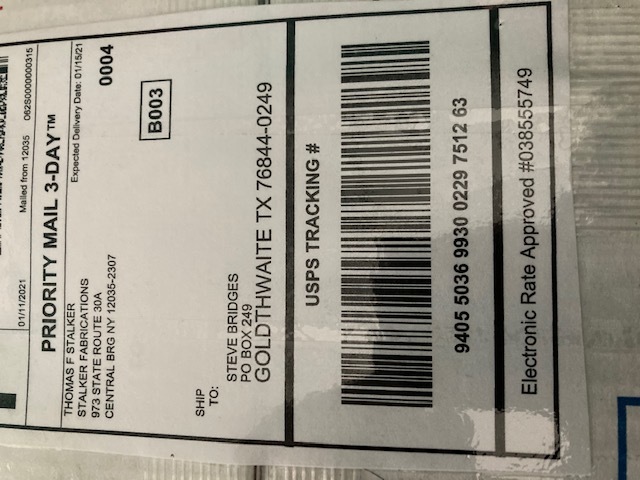 01/11/2021 Mailed from 12035 062S0000000315
PRIORITY MAIL 3-DAY™
THOMAS F STALKER Expected Delivery Date: 01/15/21
STALKER FABRICATIONS
973 STATE ROUTE 30A
CENTRAL BRG NY 12035-2307
0004
B003
SHIP
TO:
STEVE BRIDGES
PO BOX 249
GOLDTHWAITE TX 76844-0249
USPS TRACKING #
9405 5036 9930 0229 7512 63
Electronic Rate Approved #038555749